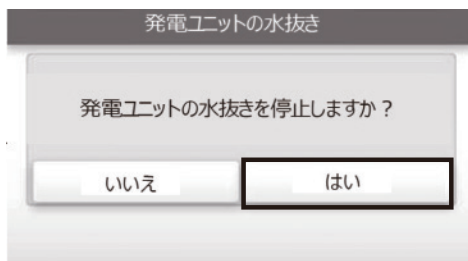 発電ユニットの水抜き
発電ユニットの水抜きを停止しますか？
いいえ
はい